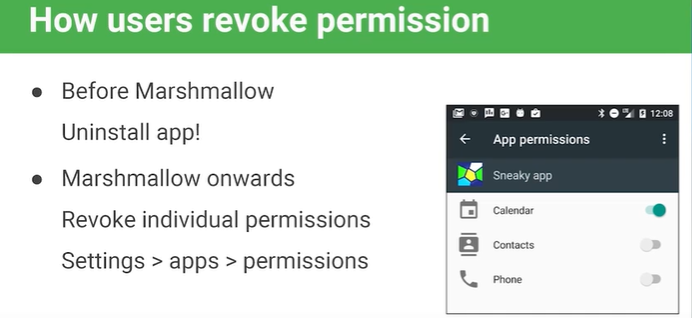 How users revoke permission
● Before Marshmallow
Uninstall app!
● Marshmallow onwards
Revoke individual permissions
Settings > apps > permissions
12:08
App permissions
Sneaky app
Calendar
Contacts
Phone